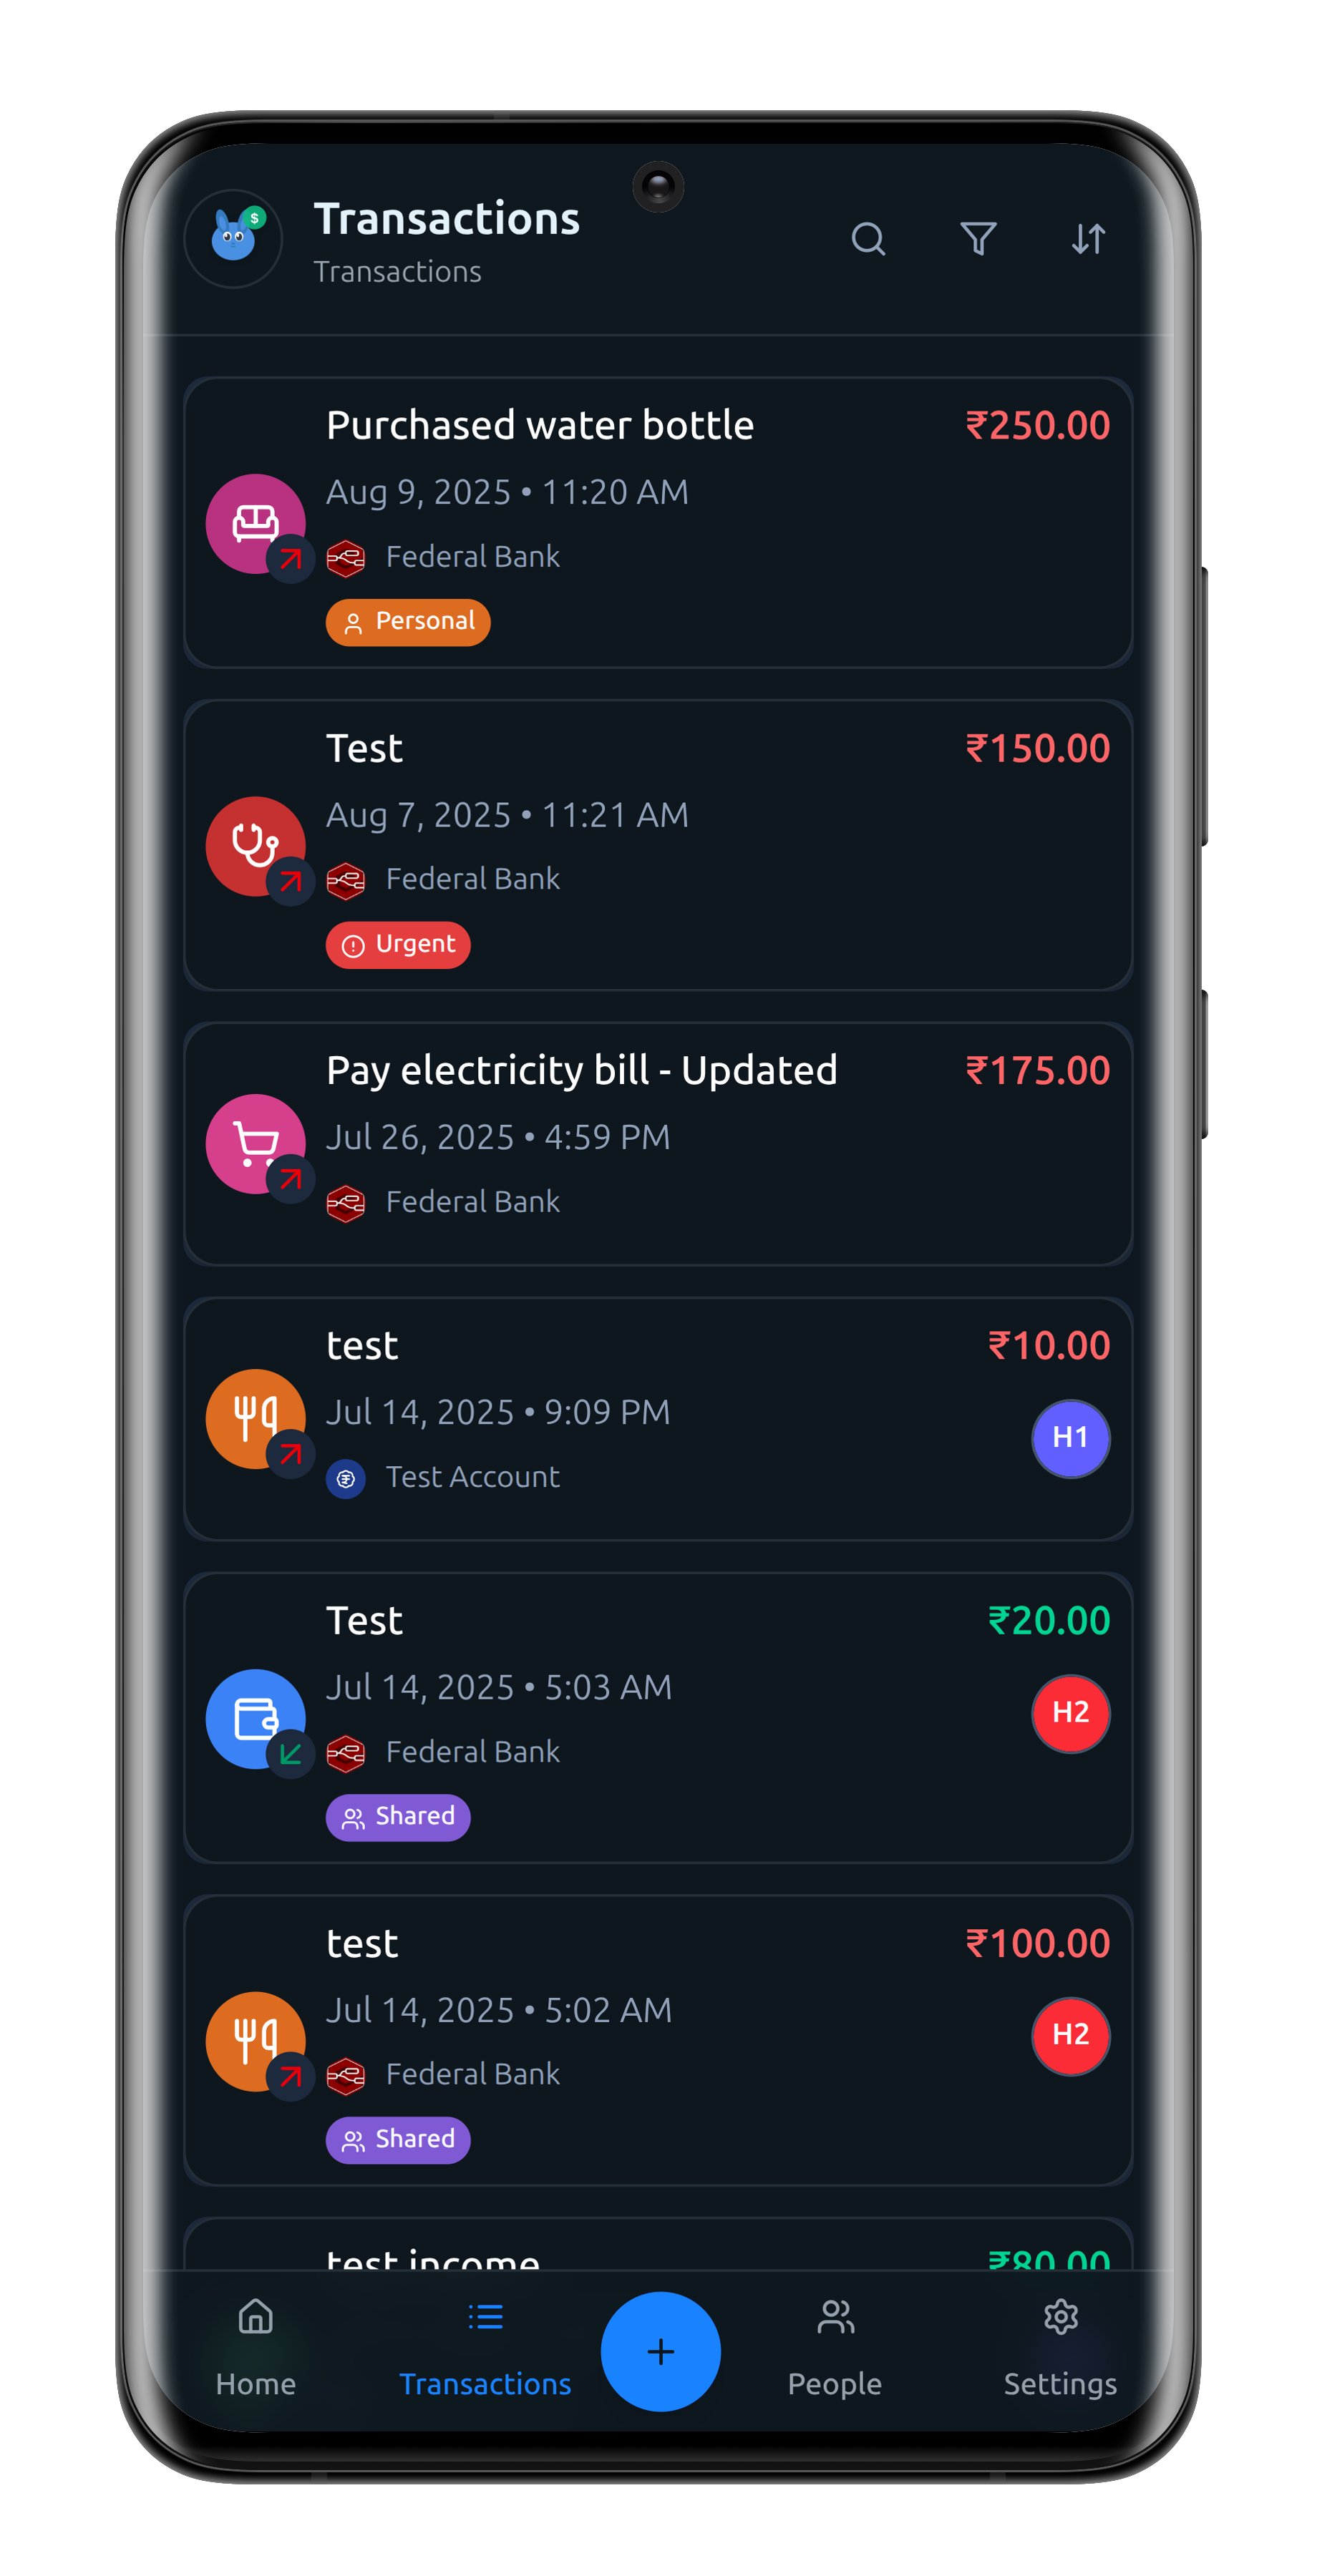 $
Transactions
Transactions
Purchased water bottle
₹250.00
Aug 9, 2025 • 11:20 AM
Federal Bank
Personal
Test
₹150.00
Aug 7, 2025 • 11:21 AM
Federal Bank
Urgent
Pay electricity bill - Updated
₹175.00
Jul 26, 2025 • 4:59 PM
Federal Bank
test
₹10.00
Jul 14, 2025 • 9:09 PM
H1
₹
Test Account
Test
₹20.00
Jul 14, 2025 • 5:03 AM
H2
Federal Bank
Shared
test
₹100.00
Jul 14, 2025 • 5:02 AM
H2
Federal Bank
Shared
test income
₹80.00
Home
Transactions
+
People
Settings